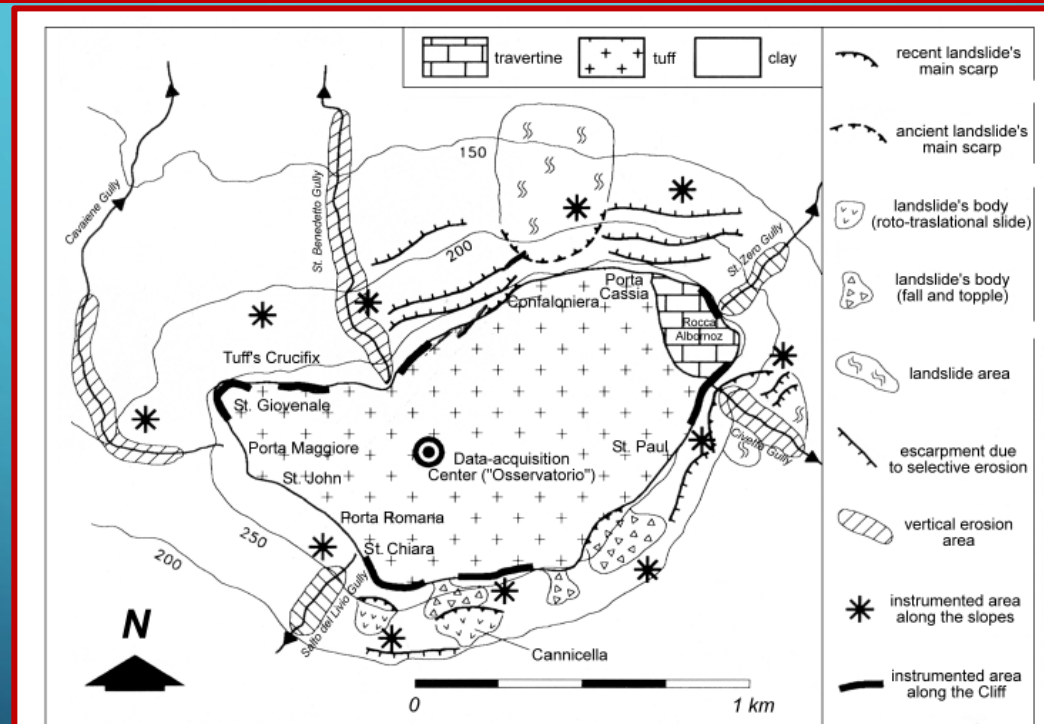 travertine
tuff
clay
recent landslide's
main scarp
ancient landslide's
main scarp
landslide's body
(roto-traslational slide)
landslide's body
(fall and topple)
landslide area
escarpment due
to selective erosion
vertical erosion
area
instrumented area
along the slopes
instrumented area
along the Cliff
150
Cavaiene Gully
St. Benedetto Gully
200
St. Zero Gully
Porta
Cassia
Confaloniera
Rocca
Albornoz
Tuff's Crucifix
St. Giovenale
Civetta Gully
Porta Maggiore
St. Paul
Data-acquisition
Center ("Osservatorio")
St. John
Porta Romana
250
St. Chiara
200
Salto del Livio Gully
N
Cannicella
0
1 km